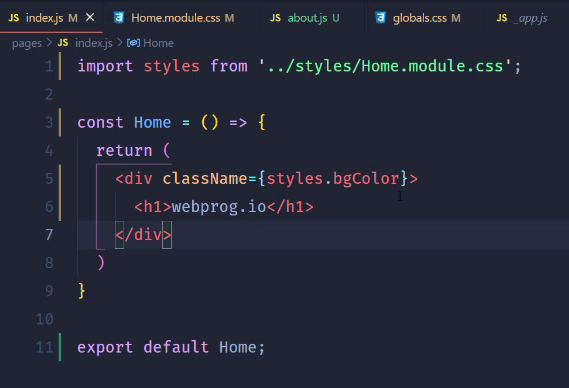 JS index.js M × Home.module.css M JS about.js U globals.css M JS _app.js
pages > JS index.js > Home
1 import styles from '../styles/Home.module.css';
2
3 const Home = () => {
4 return (
5 <div className={styles.bgColor}>
6 <h1>webprog.io</h1>
7 </div>
8 )
9 }
10
11 export default Home;